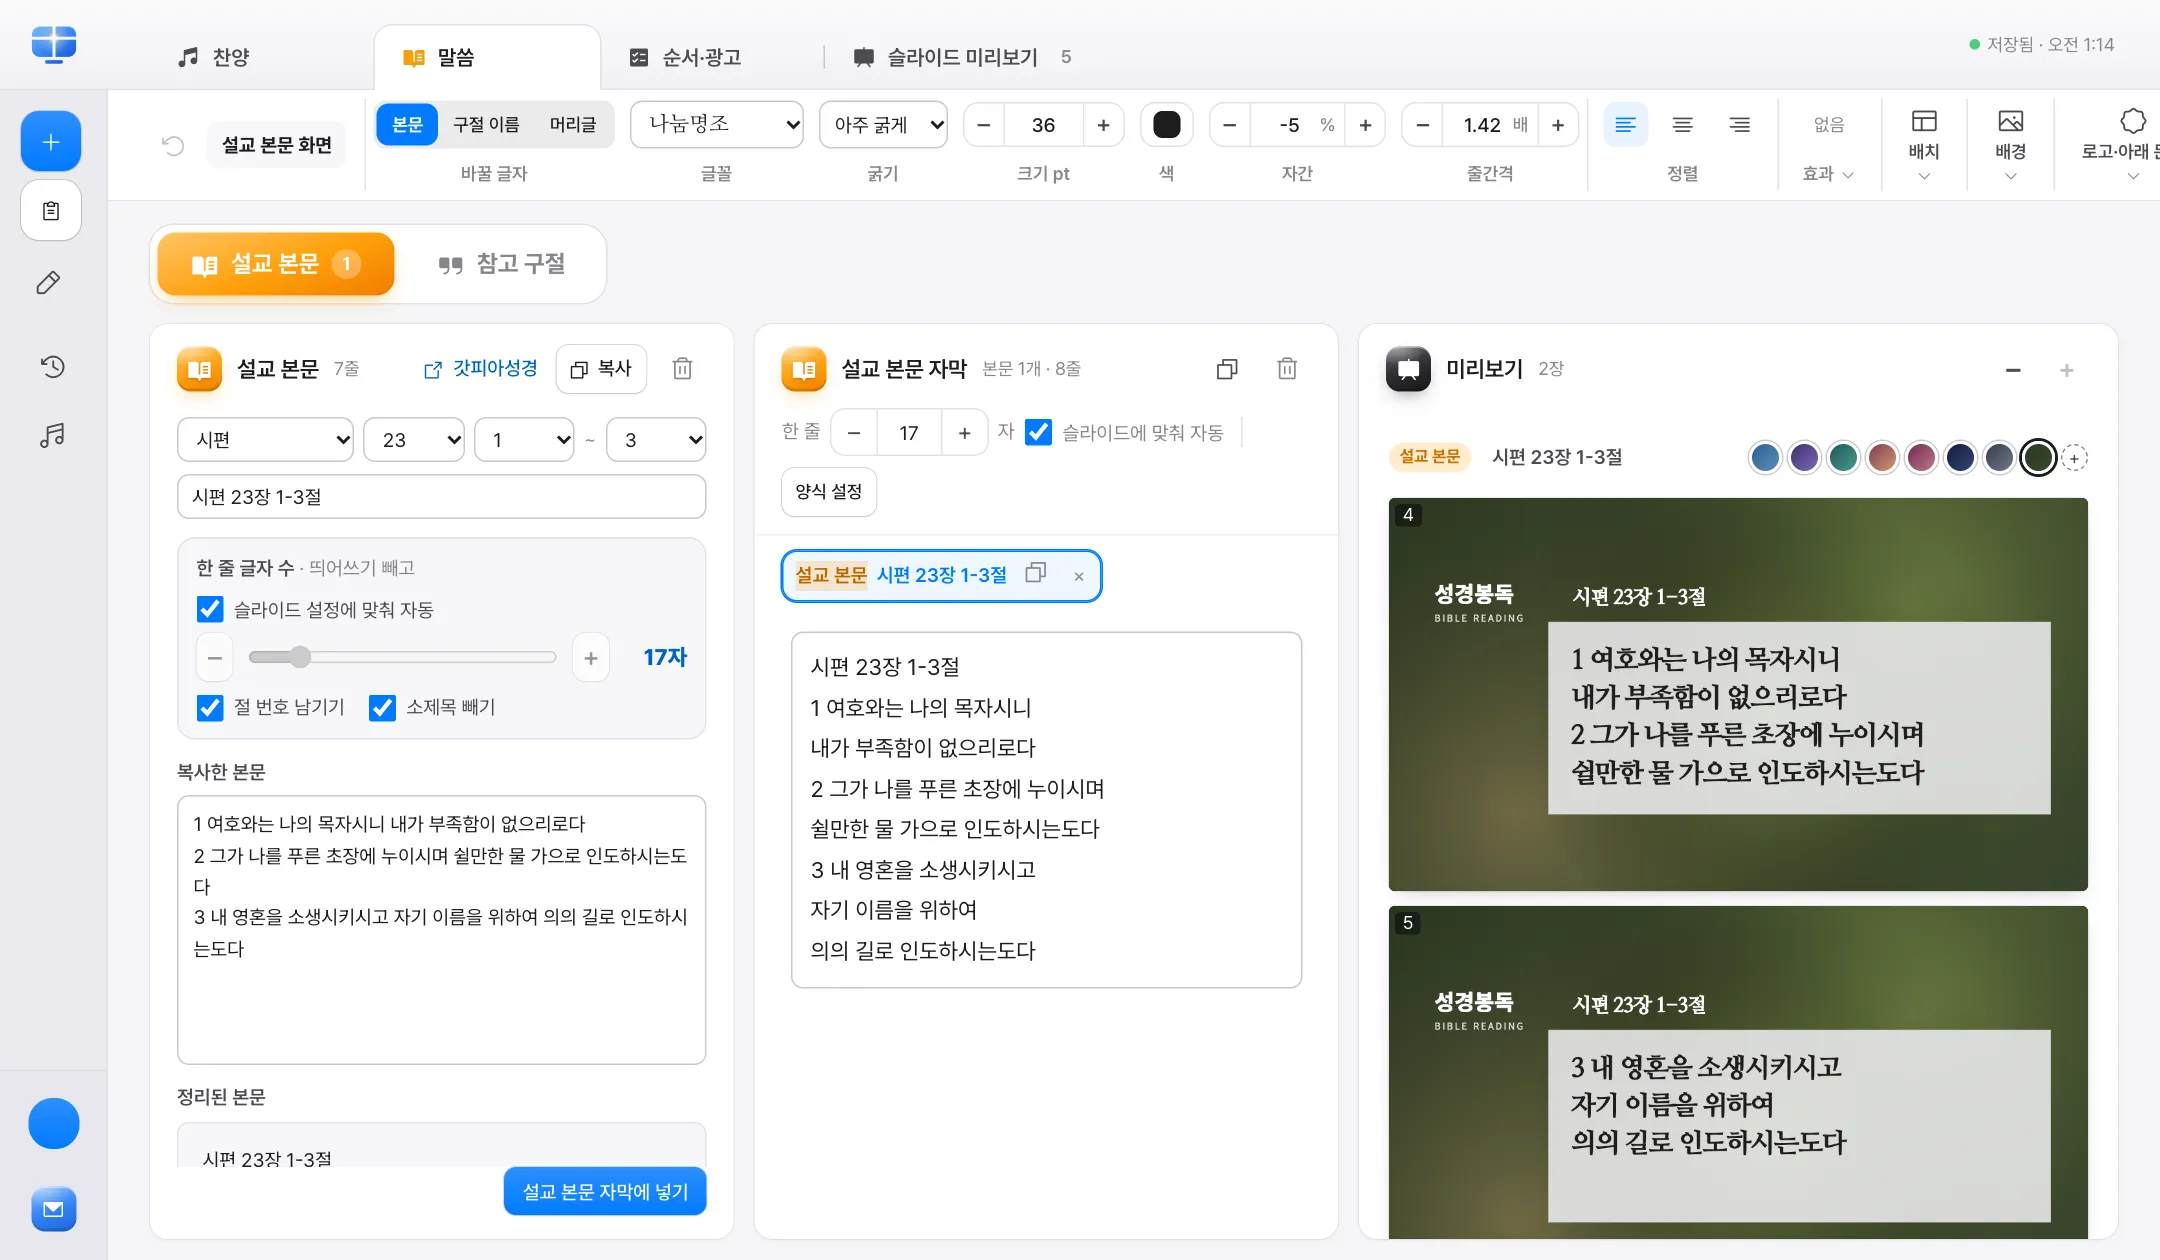 찬양
말씀
순서·광고
슬라이드 미리보기 5
저장됨 · 오전 1:14
설교 본문 화면
본문 구절 이름 머리글
바꿀 글자
나눔명조
글꼴
아주 굵게
굵기
− 36 +
크기 pt
색
− -5 % +
자간
− 1.42 배 +
줄간격
정렬
없음
효과
배치
배경
로고·아래
설교 본문 1
참고 구절
설교 본문 7줄
갓피아성경
복사
시편 23 1 ~ 3
시편 23장 1-3절
한 줄 글자 수 · 띄어쓰기 빼고
슬라이드 설정에 맞춰 자동
− + 17자
절 번호 남기기 소제목 빼기
복사한 본문
1 여호와는 나의 목자시니 내가 부족함이 없으리로다
2 그가 나를 푸른 초장에 누이시며 쉴만한 물 가으로 인도하시는도
다
3 내 영혼을 소생시키시고 자기 이름을 위하여 의의 길로 인도하시
는도다
정리된 본문
시편 23장 1-3절
설교 본문 자막에 넣기
설교 본문 자막 본문 1개 · 8줄
한 줄 − 17 + 자 슬라이드에 맞춰 자동
양식 설정
설교 본문 시편 23장 1-3절 ×
시편 23장 1-3절
1 여호와는 나의 목자시니
내가 부족함이 없으리로다
2 그가 나를 푸른 초장에 누이시며
쉴만한 물 가으로 인도하시는도다
3 내 영혼을 소생시키시고
자기 이름을 위하여
의의 길로 인도하시는도다
미리보기 2장
− +
설교 본문 시편 23장 1-3절
4
성경봉독
BIBLE READING
시편 23장 1-3절
1 여호와는 나의 목자시니
내가 부족함이 없으리로다
2 그가 나를 푸른 초장에 누이시며
쉴만한 물 가으로 인도하시는도다
5
성경봉독
BIBLE READING
시편 23장 1-3절
3 내 영혼을 소생시키시고
자기 이름을 위하여
의의 길로 인도하시는도다